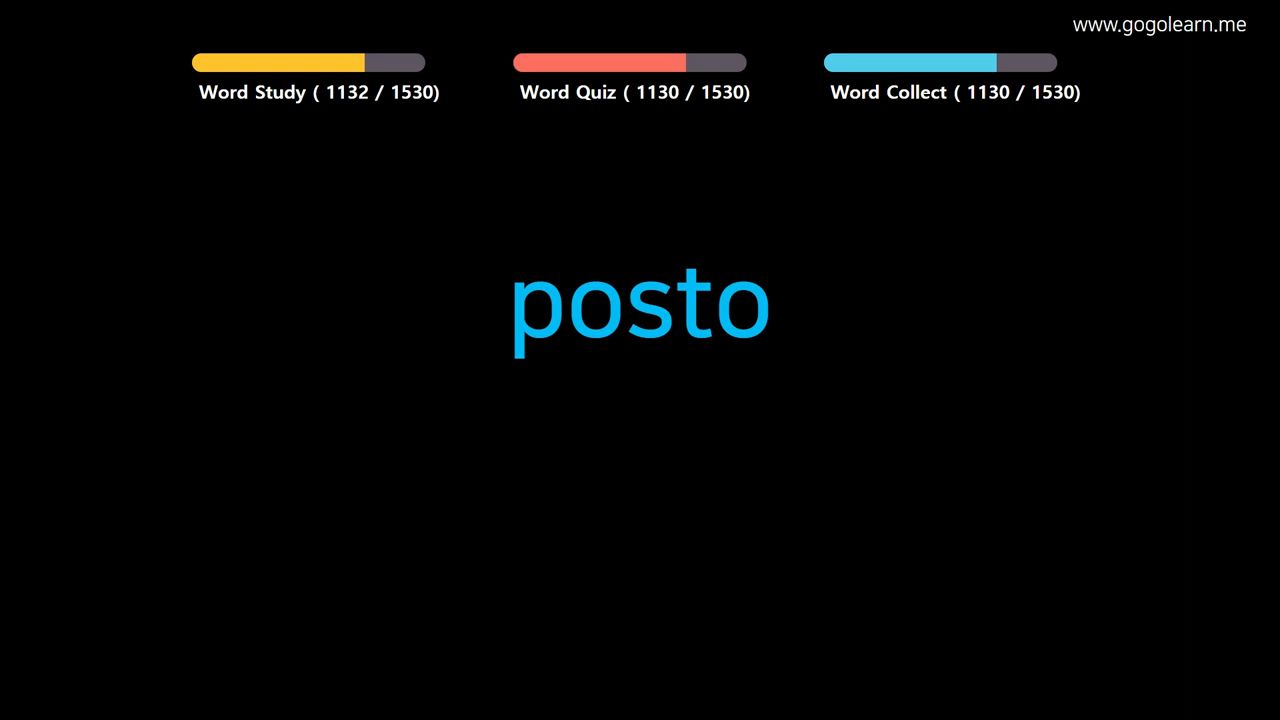 www.gogolearn.me
Word Study ( 1132 / 1530)
Word Quiz ( 1130 / 1530)
Word Collect ( 1130 / 1530)
posto